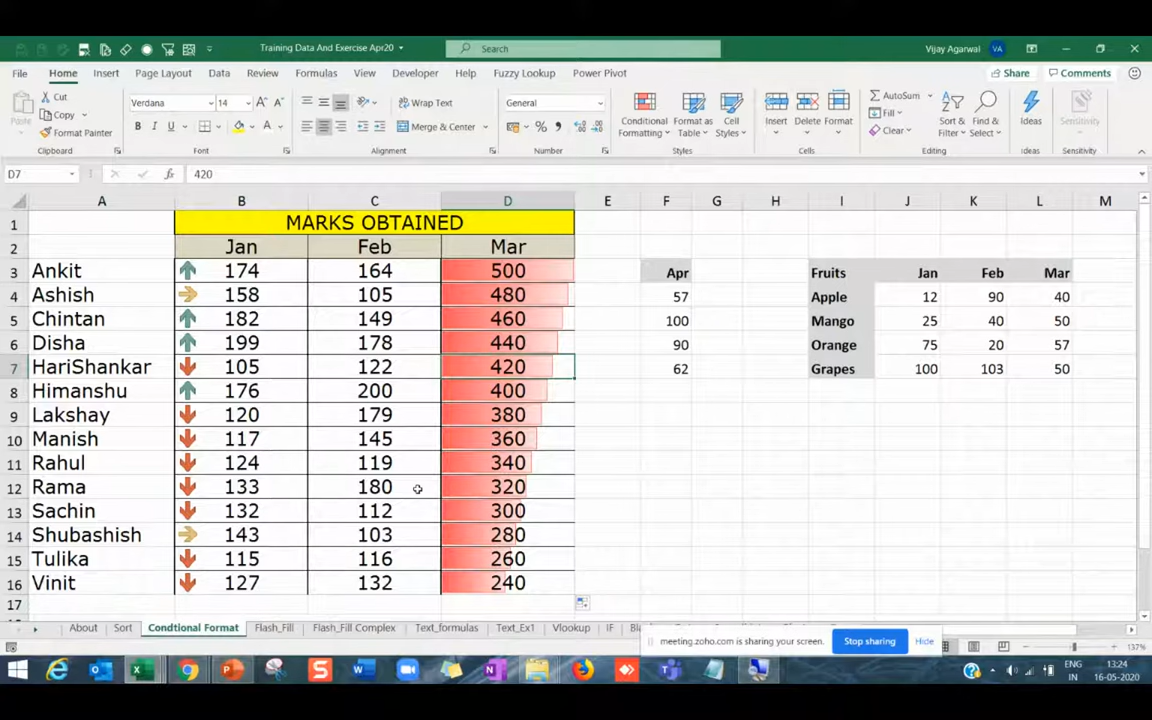 Training Data And Exercise Apr20
Search
Vijay Agarwal VA
File Home Insert Page Layout Data Review Formulas View Developer Help Fuzzy Lookup Power Pivot Share Comments
Paste
Cut
Copy
Format Painter
Clipboard
Verdana 14
B I U
Font
Wrap Text
Merge & Center
Alignment
General
Number
Conditional Formatting
Format as Table
Cell Styles
Styles
Insert Delete Format
Cells
AutoSum
Fill
Clear
Sort & Filter
Find & Select
Editing
Ideas
Ideas
Sensitivity
Sensitivity
D7 fx 420
A B C D E F G H I J K L M
1 MARKS OBTAINED
2 Jan Feb Mar
3 Ankit 174 164 500 Apr Fruits Jan Feb Mar
4 Ashish 158 105 480 57 Apple 12 90 40
5 Chintan 182 149 460 100 Mango 25 40 50
6 Disha 199 178 440 90 Orange 75 20 57
7 HariShankar 105 122 420 62 Grapes 100 103 50
8 Himanshu 176 200 400
9 Lakshay 120 179 380
10 Manish 117 145 360
11 Rahul 124 119 340
12 Rama 133 180 320
13 Sachin 132 112 300
14 Shubashish 143 103 280
15 Tulika 115 116 260
16 Vinit 127 132 240
17
About Sort Condtional Format Flash_Fill Flash_Fill Complex Text_formulas Text_Ex1 Vlookup IF
meeting.zoho.com is sharing your screen. Stop sharing Hide
137%
ENG
IN
13:24
16-05-2020